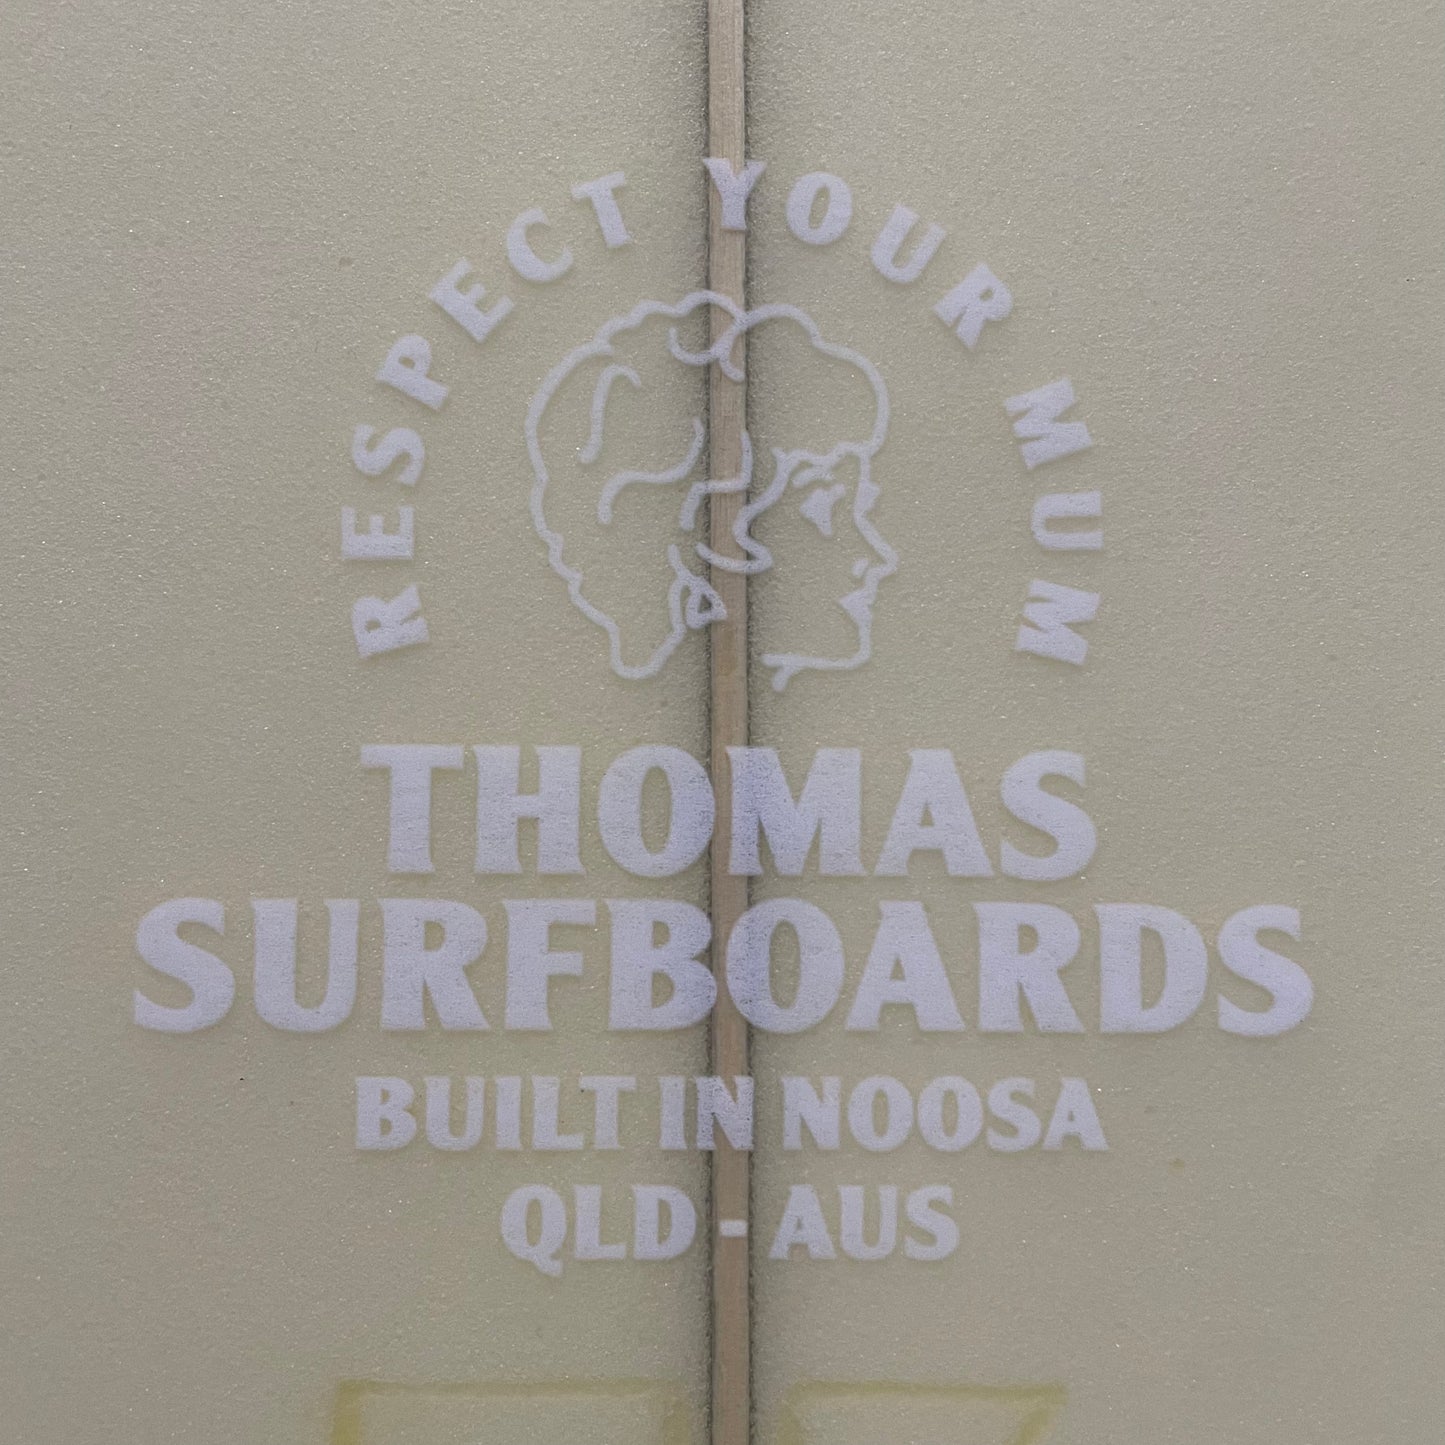 RESPECT YOUR MUM
THOMAS
SURFBOARDS
BUILT IN NOOSA
QLD - AUS